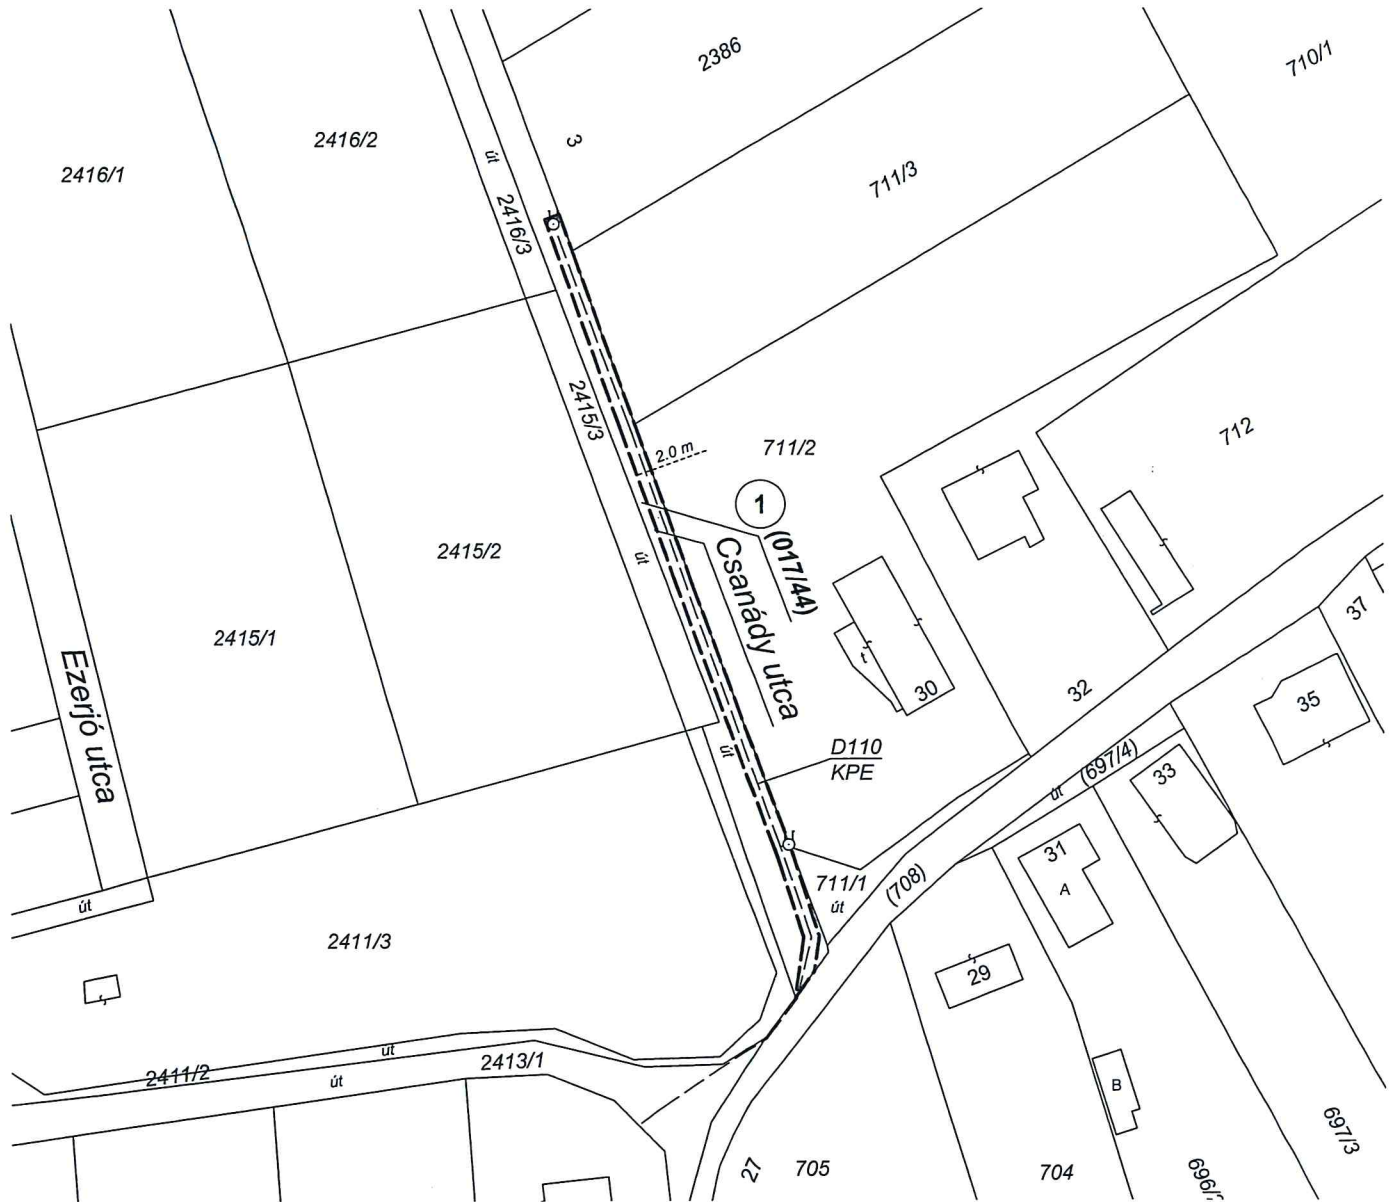 2386
710/1
2416/2
3
út
2416/1
711/3
2416/3
2415/3
712
2.0 m
711/2
1
(017/44)
Csanády utca
2415/2
út
37
2415/1
t
30
32
35
Ezerjó utca
út
D110
KPE
(697/4)
út
33
31
A
711/1
út
(708)
út
2411/3
29
út
2413/1
2411/2
út
B
697/3
27
705
704